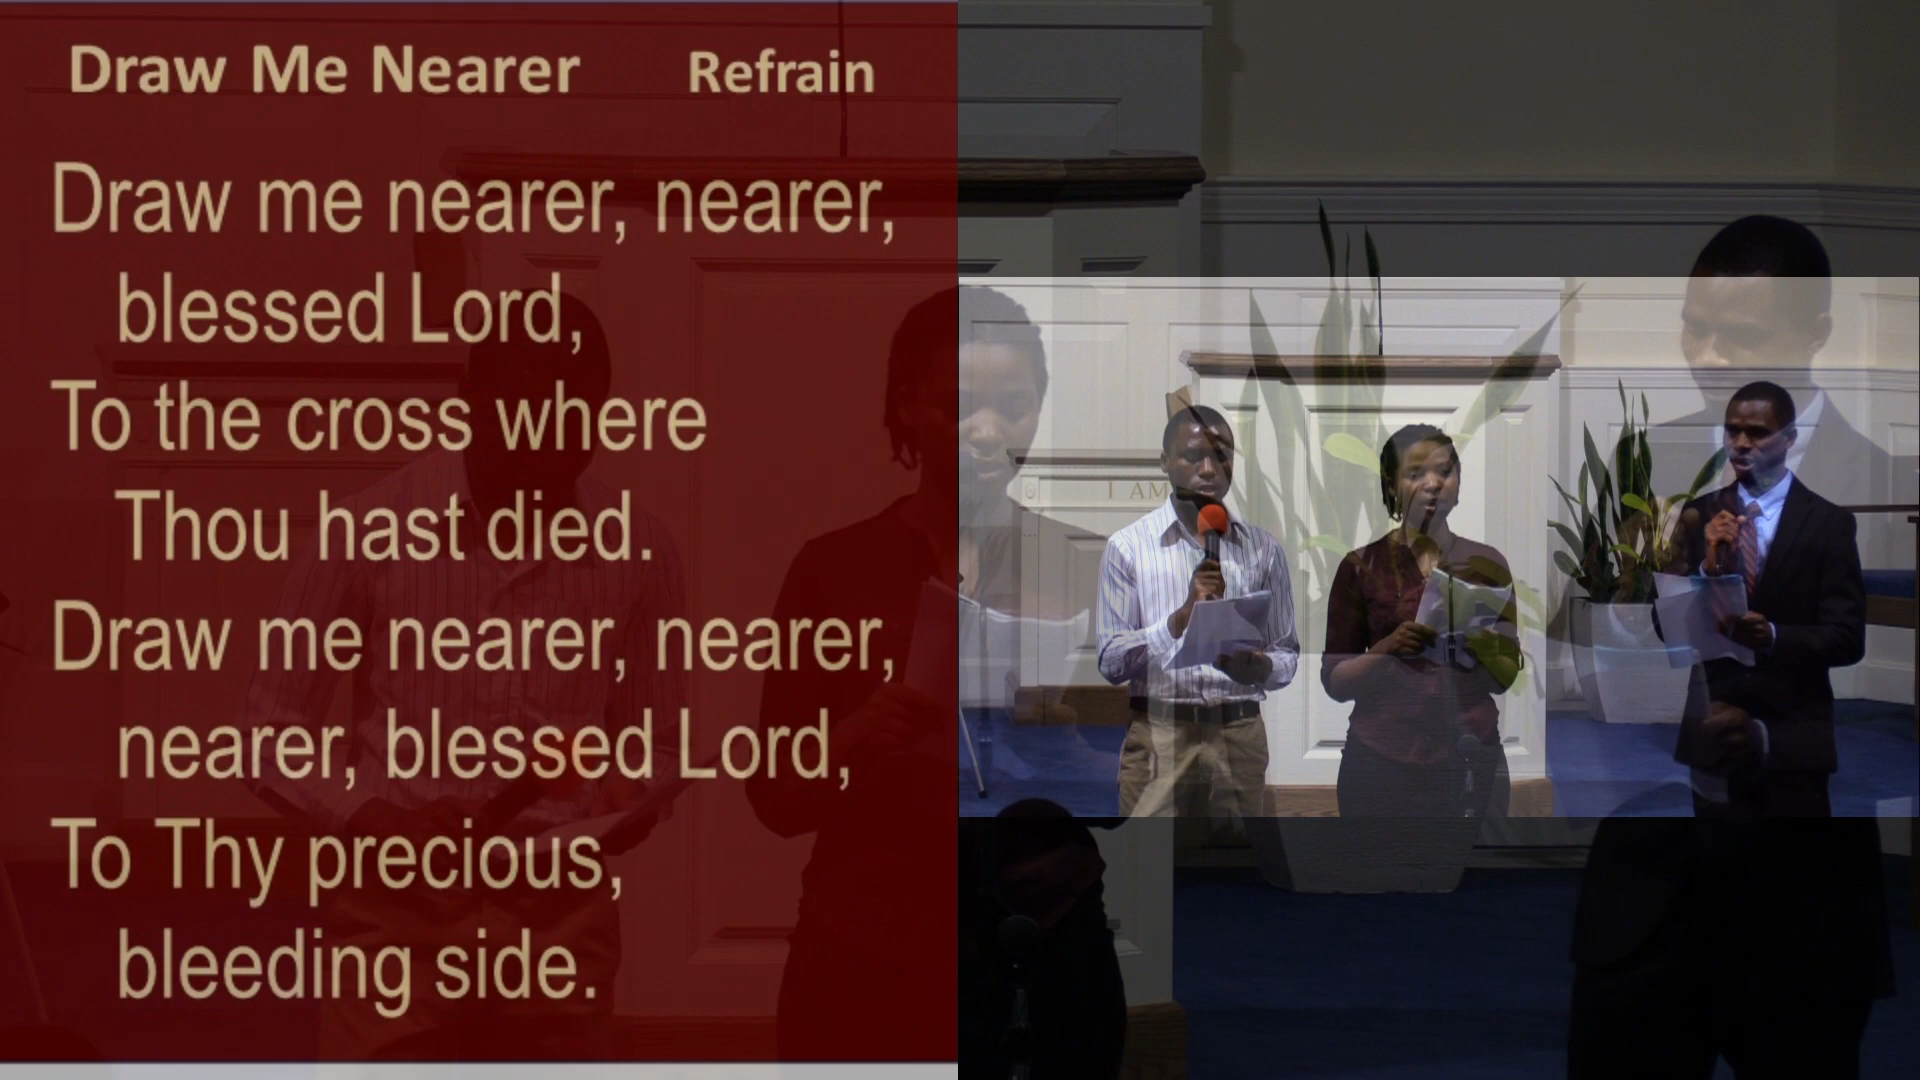 Draw Me Nearer Refrain
Draw me nearer, nearer,
blessed Lord,
To the cross where
Thou hast died.
Draw me nearer, nearer,
nearer, blessed Lord,
To Thy precious,
bleeding side.
I AM